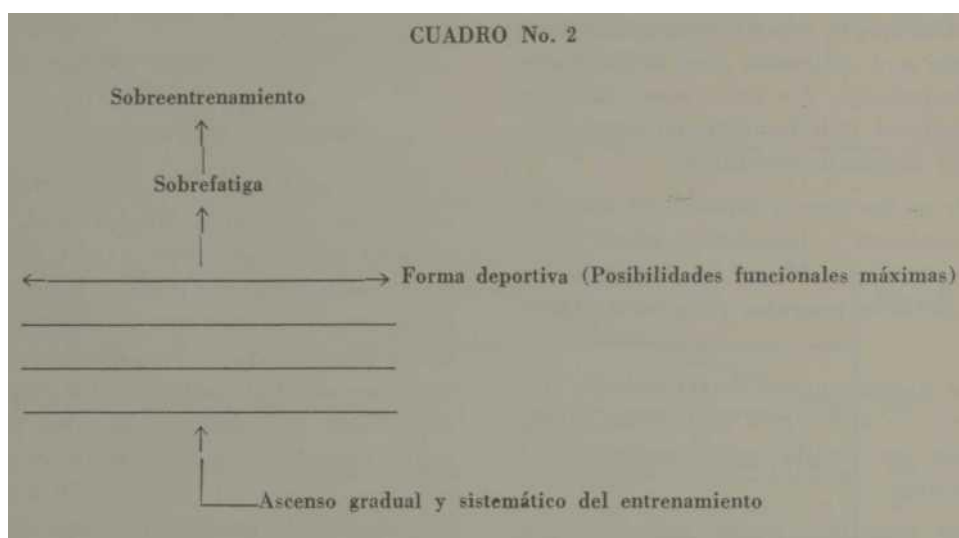 CUADRO No. 2
Sobreentrenamiento
Sobrefatiga
Forma deportiva (Posibilidades funcionales máximas)
Ascenso gradual y sistemático del entrenamiento